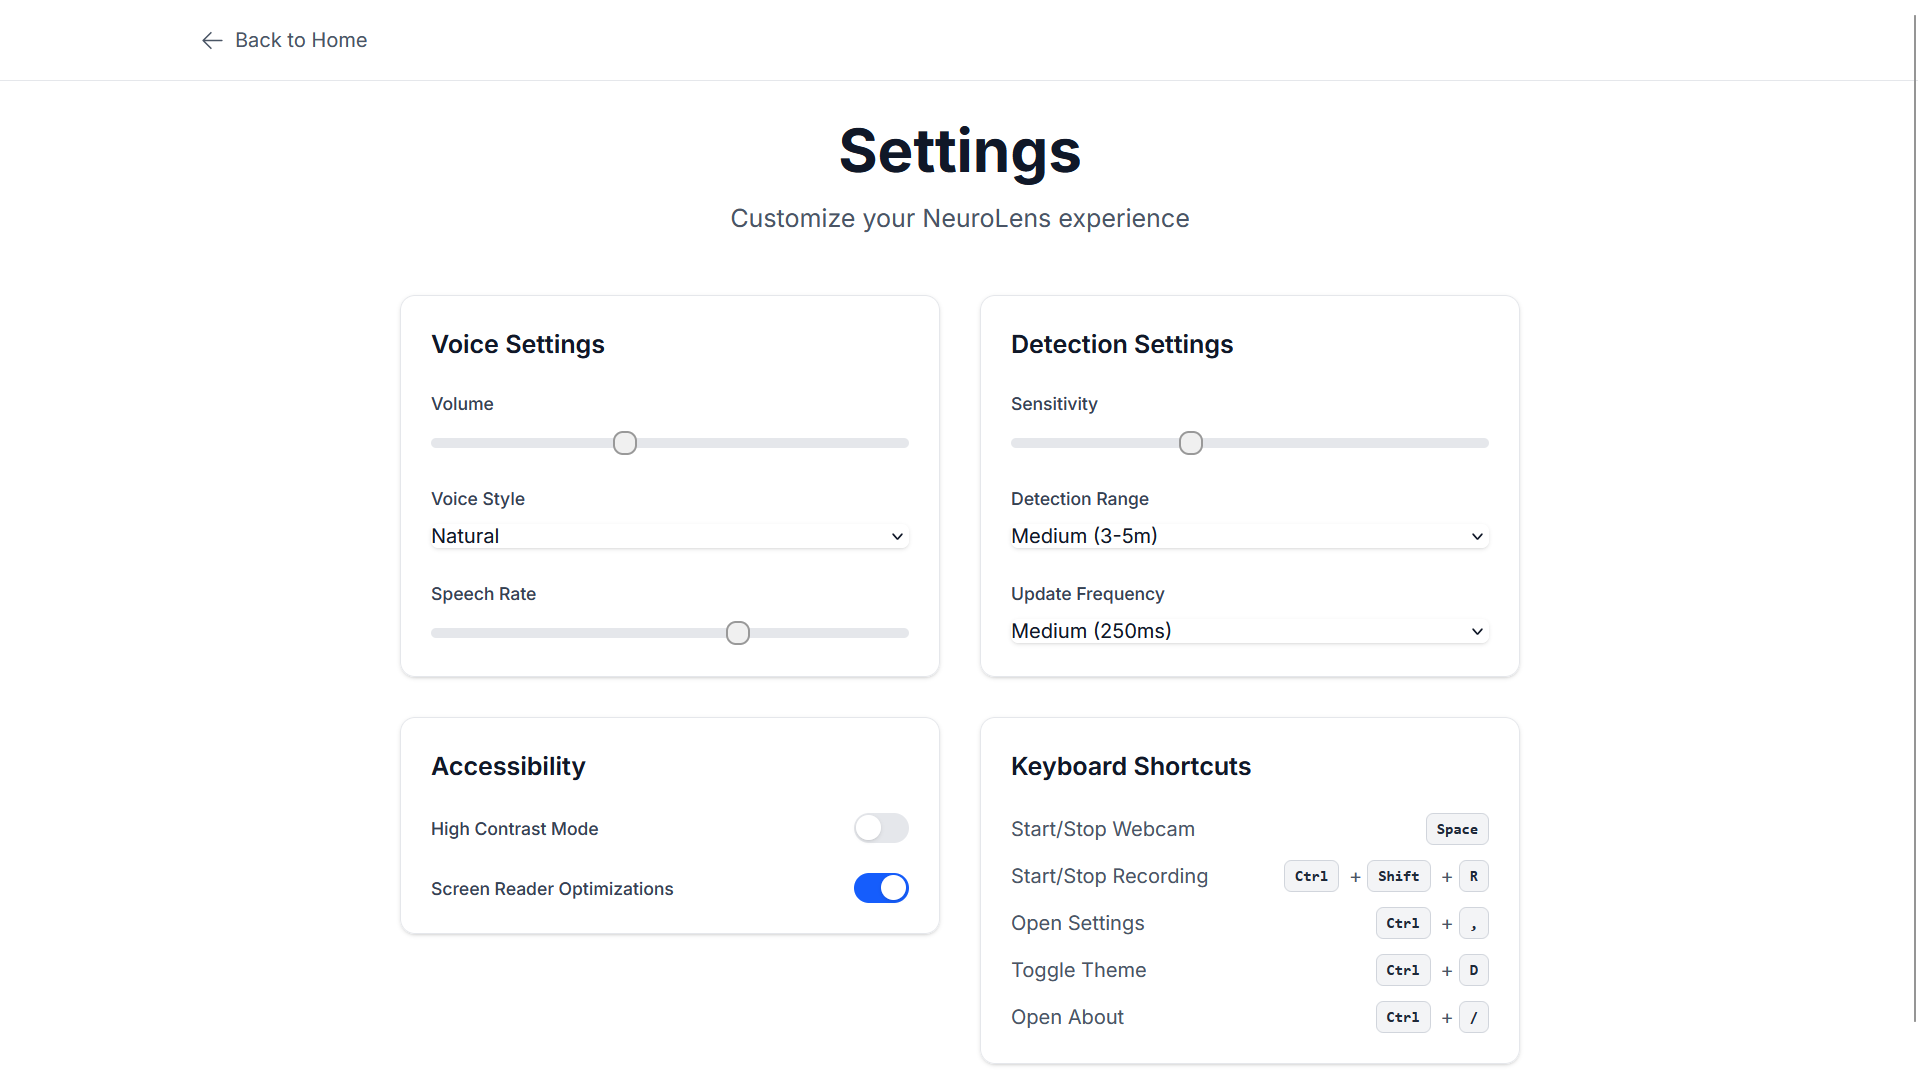 Back to Home
Settings
Customize your NeuroLens experience
Voice Settings
Volume
Voice Style
Natural
Speech Rate
Detection Settings
Sensitivity
Detection Range
Medium (3-5m)
Update Frequency
Medium (250ms)
Accessibility
High Contrast Mode
Screen Reader Optimizations
Keyboard Shortcuts
Start/Stop Webcam Space
Start/Stop Recording Ctrl + Shift + R
Open Settings Ctrl + ,
Toggle Theme Ctrl + D
Open About Ctrl + /